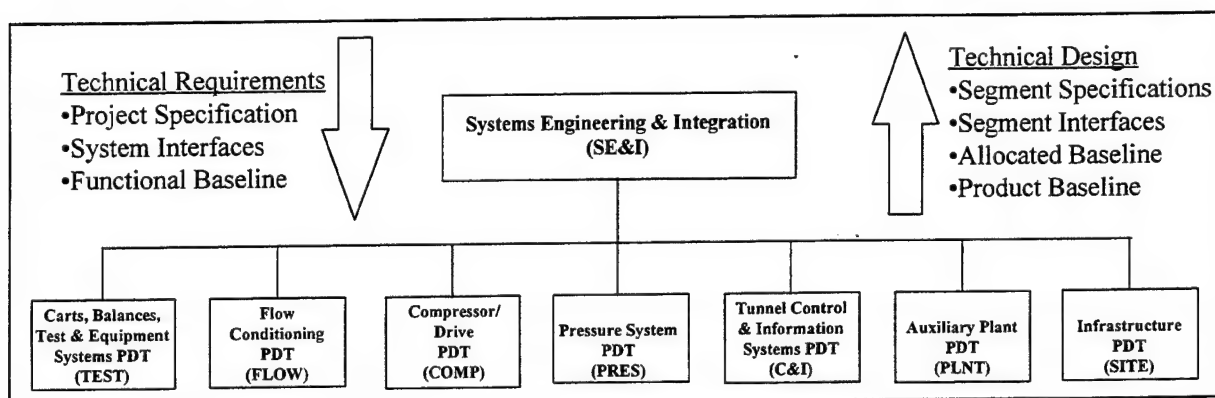 Technical Requirements
•Project Specification
•System Interfaces
•Functional Baseline
Systems Engineering & Integration
(SE&I)
Technical Design
•Segment Specifications
•Segment Interfaces
•Allocated Baseline
•Product Baseline
Carts, Balances,
Test & Equipment
Systems PDT
(TEST)
Flow
Conditioning
PDT
(FLOW)
Compressor/
Drive
PDT
(COMP)
Pressure System
PDT
(PRES)
Tunnel Control
& Information
Systems PDT
(C&I)
Auxiliary Plant
PDT
(PLNT)
Infrastructure
PDT
(SITE)